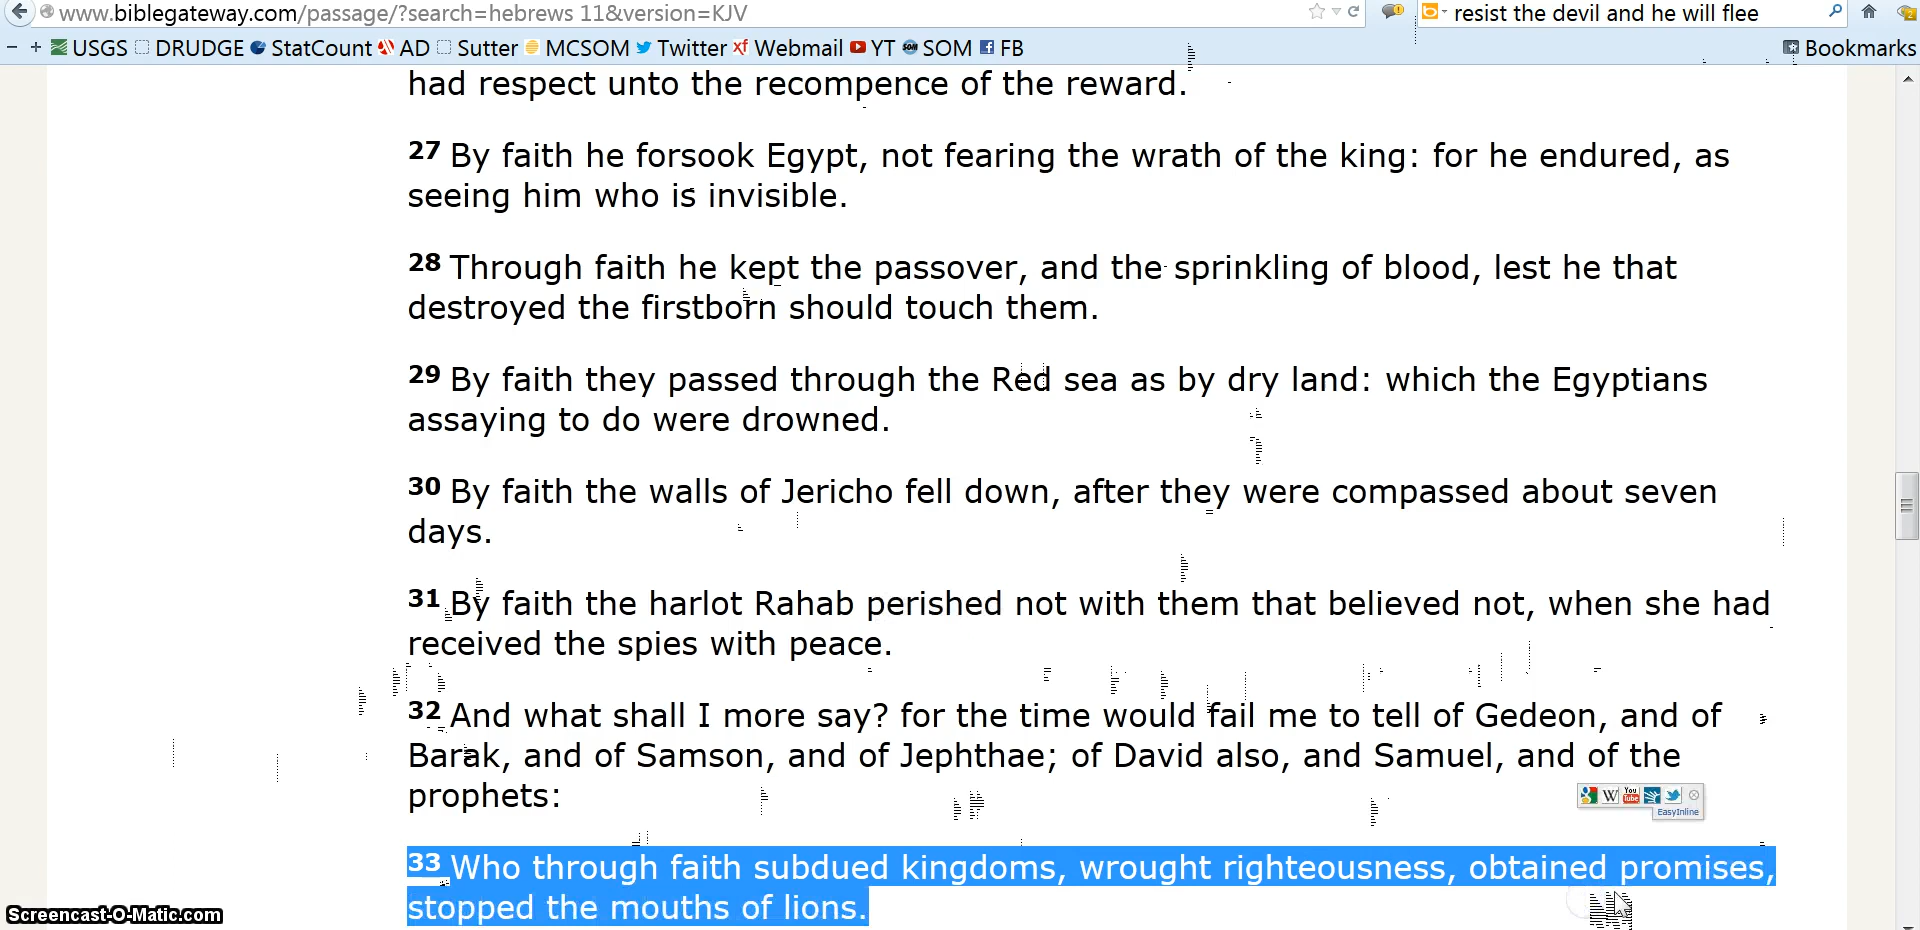 www.biblegateway.com/passage/?search=hebrews 11&version=KJV
resist the devil and he will flee
USGS DRUDGE StatCount AD Sutter MCSOM Twitter Webmail YT SOM FB Bookmarks
had respect unto the recompence of the reward.
27 By faith he forsook Egypt, not fearing the wrath of the king: for he endured, as
seeing him who is invisible.
28 Through faith he kept the passover, and the sprinkling of blood, lest he that
destroyed the firstborn should touch them.
29 By faith they passed through the Red sea as by dry land: which the Egyptians
assaying to do were drowned.
30 By faith the walls of Jericho fell down, after they were compassed about seven
days.
31 By faith the harlot Rahab perished not with them that believed not, when she had
received the spies with peace.
32 And what shall I more say? for the time would fail me to tell of Gedeon, and of
Barak, and of Samson, and of Jephthae; of David also, and Samuel, and of the
prophets:
W You Tube
EasyInline
33 Who through faith subdued kingdoms, wrought righteousness, obtained promises,
stopped the mouths of lions.
Screencast-O-Matic.com